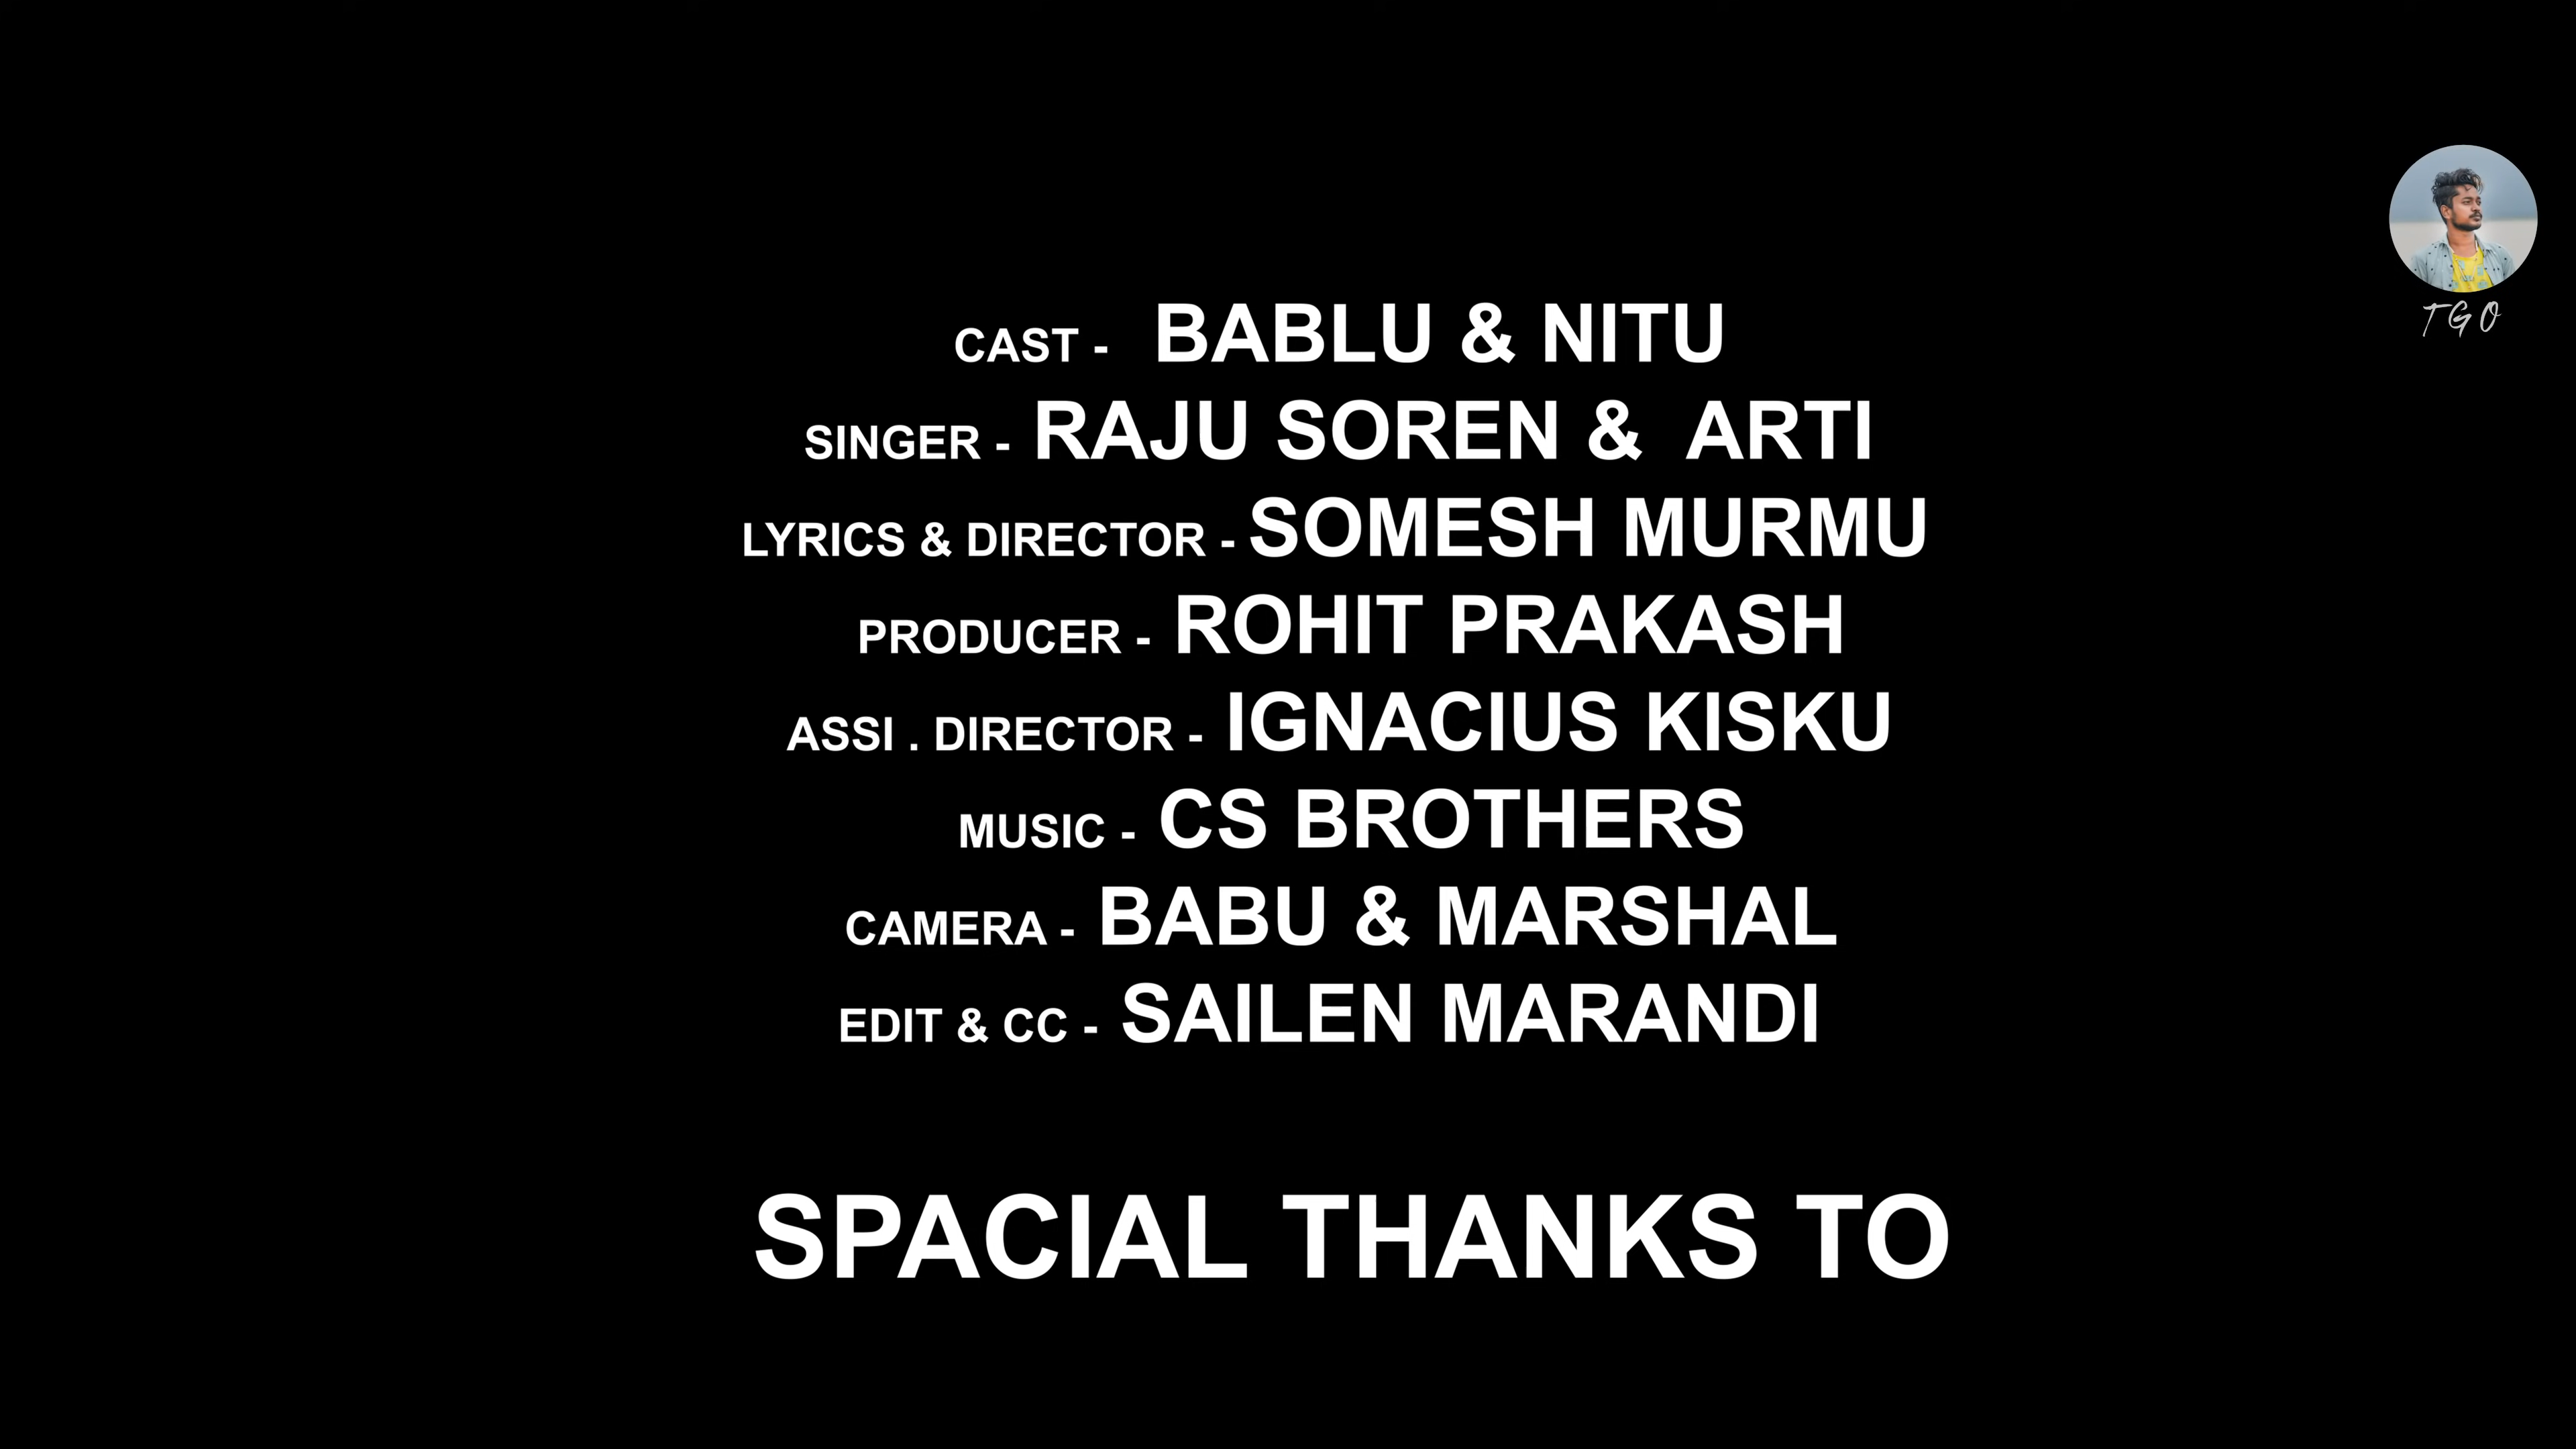 CAST - BABLU & NITU
SINGER - RAJU SOREN & ARTI
LYRICS & DIRECTOR - SOMESH MURMU
PRODUCER - ROHIT PRAKASH
ASSI . DIRECTOR - IGNACIUS KISKU
MUSIC - CS BROTHERS
CAMERA - BABU & MARSHAL
EDIT & CC - SAILEN MARANDI
SPACIAL THANKS TO
TGO